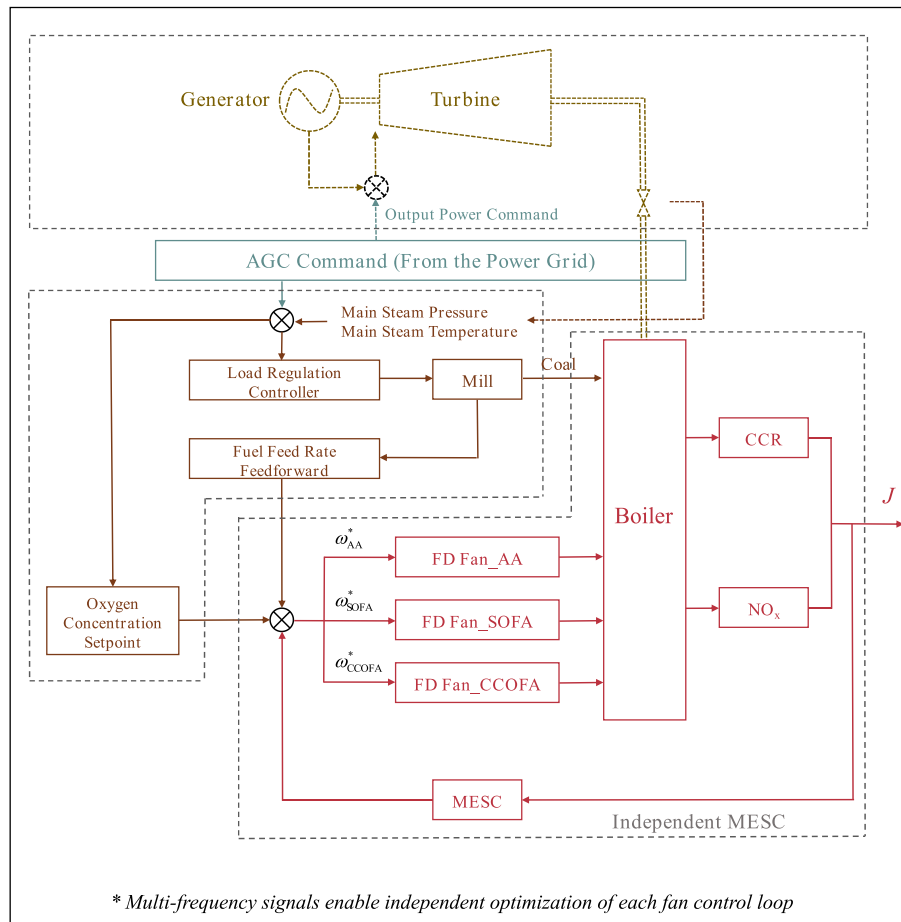 Generator
Turbine
Output Power Command
AGC Command (From the Power Grid)
Main Steam Pressure
Main Steam Temperature
Load Regulation
Controller
Mill
Coal
Fuel Feed Rate
Feedforward
CCR
Boiler
J
ω*AA
FD Fan_AA
ω*SOFA
FD Fan_SOFA
NOx
Oxygen
Concentration
Setpoint
ω*CCOFA
FD Fan_CCOFA
MESC
Independent MESC
* Multi-frequency signals enable independent optimization of each fan control loop